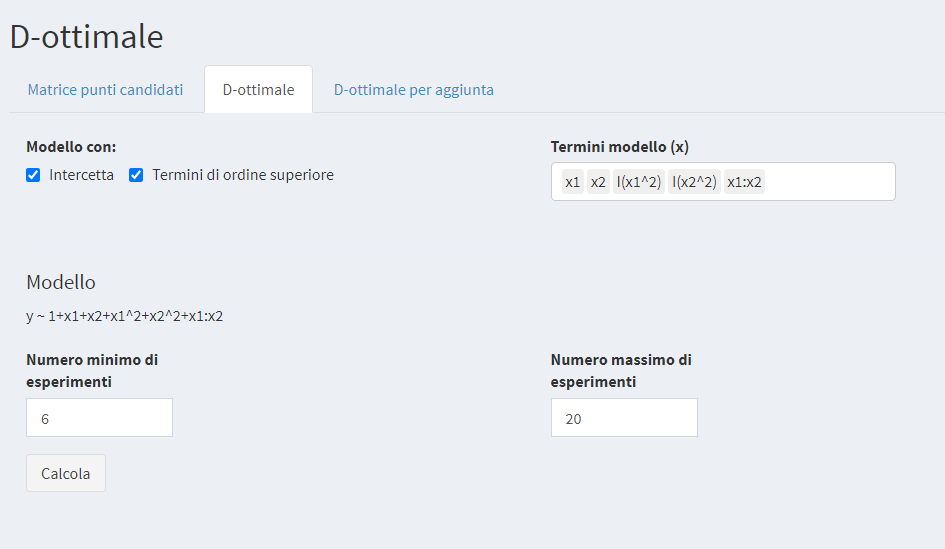 D-ottimale
Matrice punti candidati D-ottimale D-ottimale per aggiunta
Modello con:
Intercetta Termini di ordine superiore
Termini modello (x)
x1 x2 I(x1^2) I(x2^2) x1:x2
Modello
y ~ 1+x1+x2+x1^2+x2^2+x1:x2
Numero minimo di
esperimenti
6
Numero massimo di
esperimenti
20
Calcola